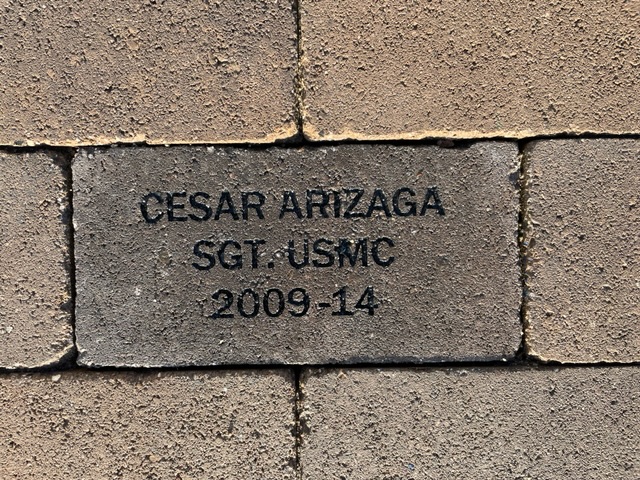 CESAR ARIZAGA
SGT. USMC
2009-14